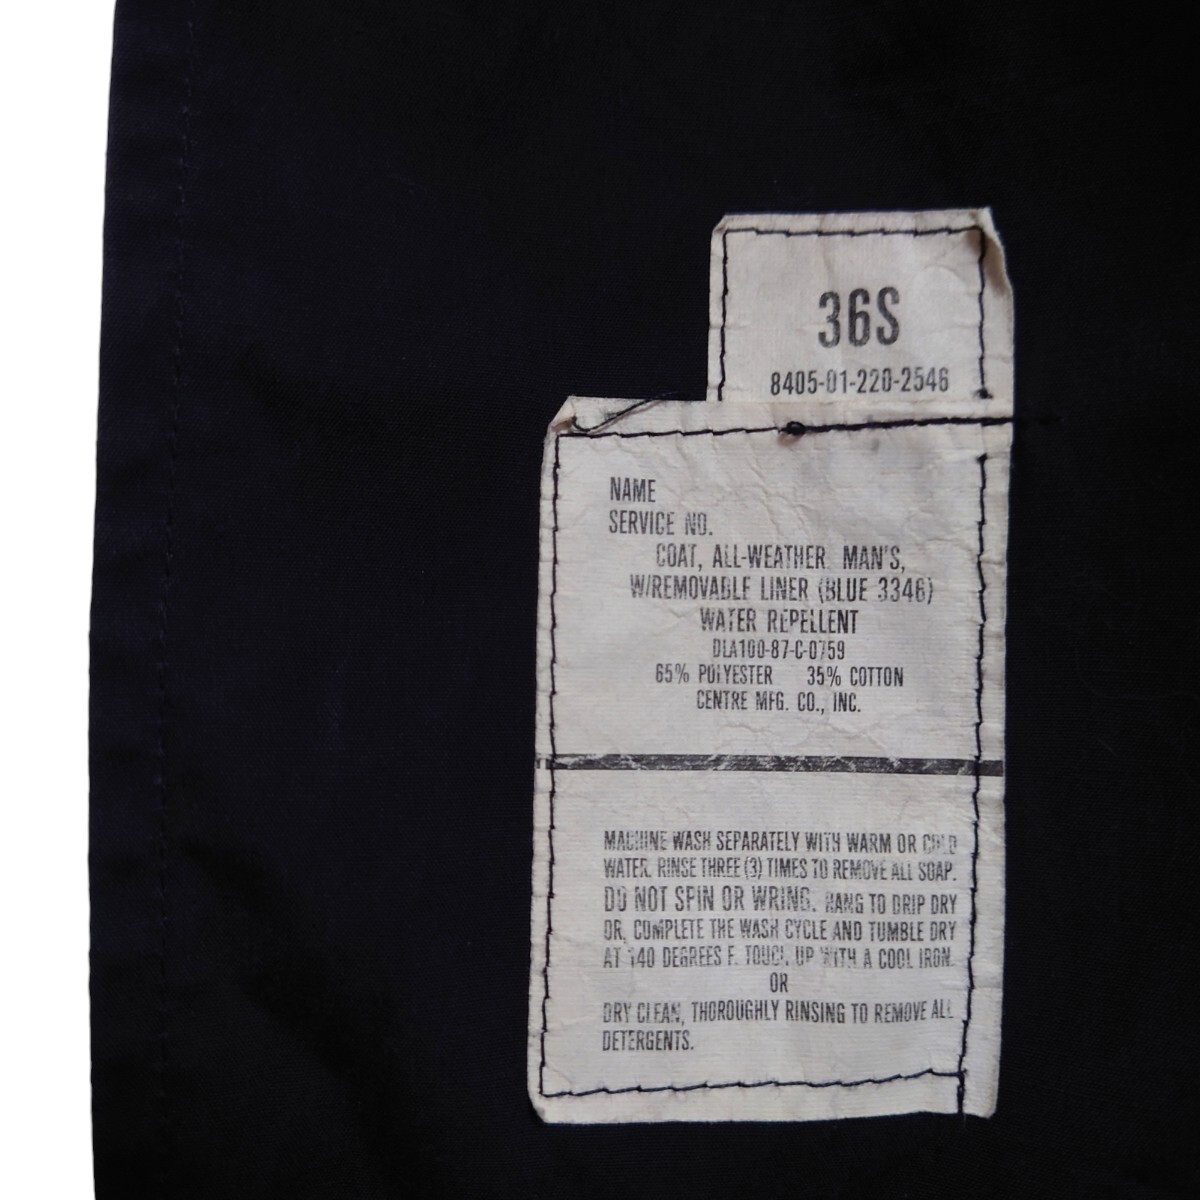 36S
8405-01-220-2546
NAME
SERVICE NO.
COAT, ALL-WEATHER MAN'S,
W/REMOVABLE LINER (BLUE 3346)
WATER REPELLENT
DLA100-87-C-0759
65% POLYESTER 35% COTTON
CENTRE MFG. CO., INC.
MACHINE WASH SEPARATELY WITH WARM OR COLD
WATER. RINSE THREE (3) TIMES TO REMOVE ALL SOAP.
DO NOT SPIN OR WRING. HANG TO DRIP DRY
OR, COMPLETE THE WASH CYCLE AND TUMBLE DRY
AT 140 DEGREES F. TOUCH UP WITH A COOL IRON.
OR
DRY CLEAN, THOROUGHLY RINSING TO REMOVE ALL
DETERGENTS.